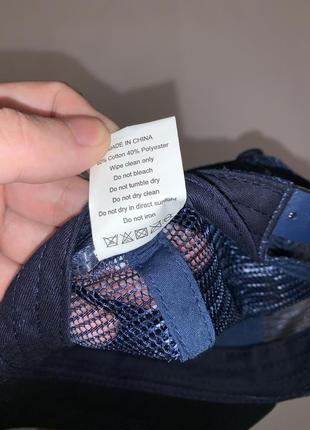 MADE IN CHINA
60% Cotton 40% Polyester
Wipe clean only
Do not bleach
Do not tumble dry
Do not dry clean
Do not dry in direct sunlight
Do not iron